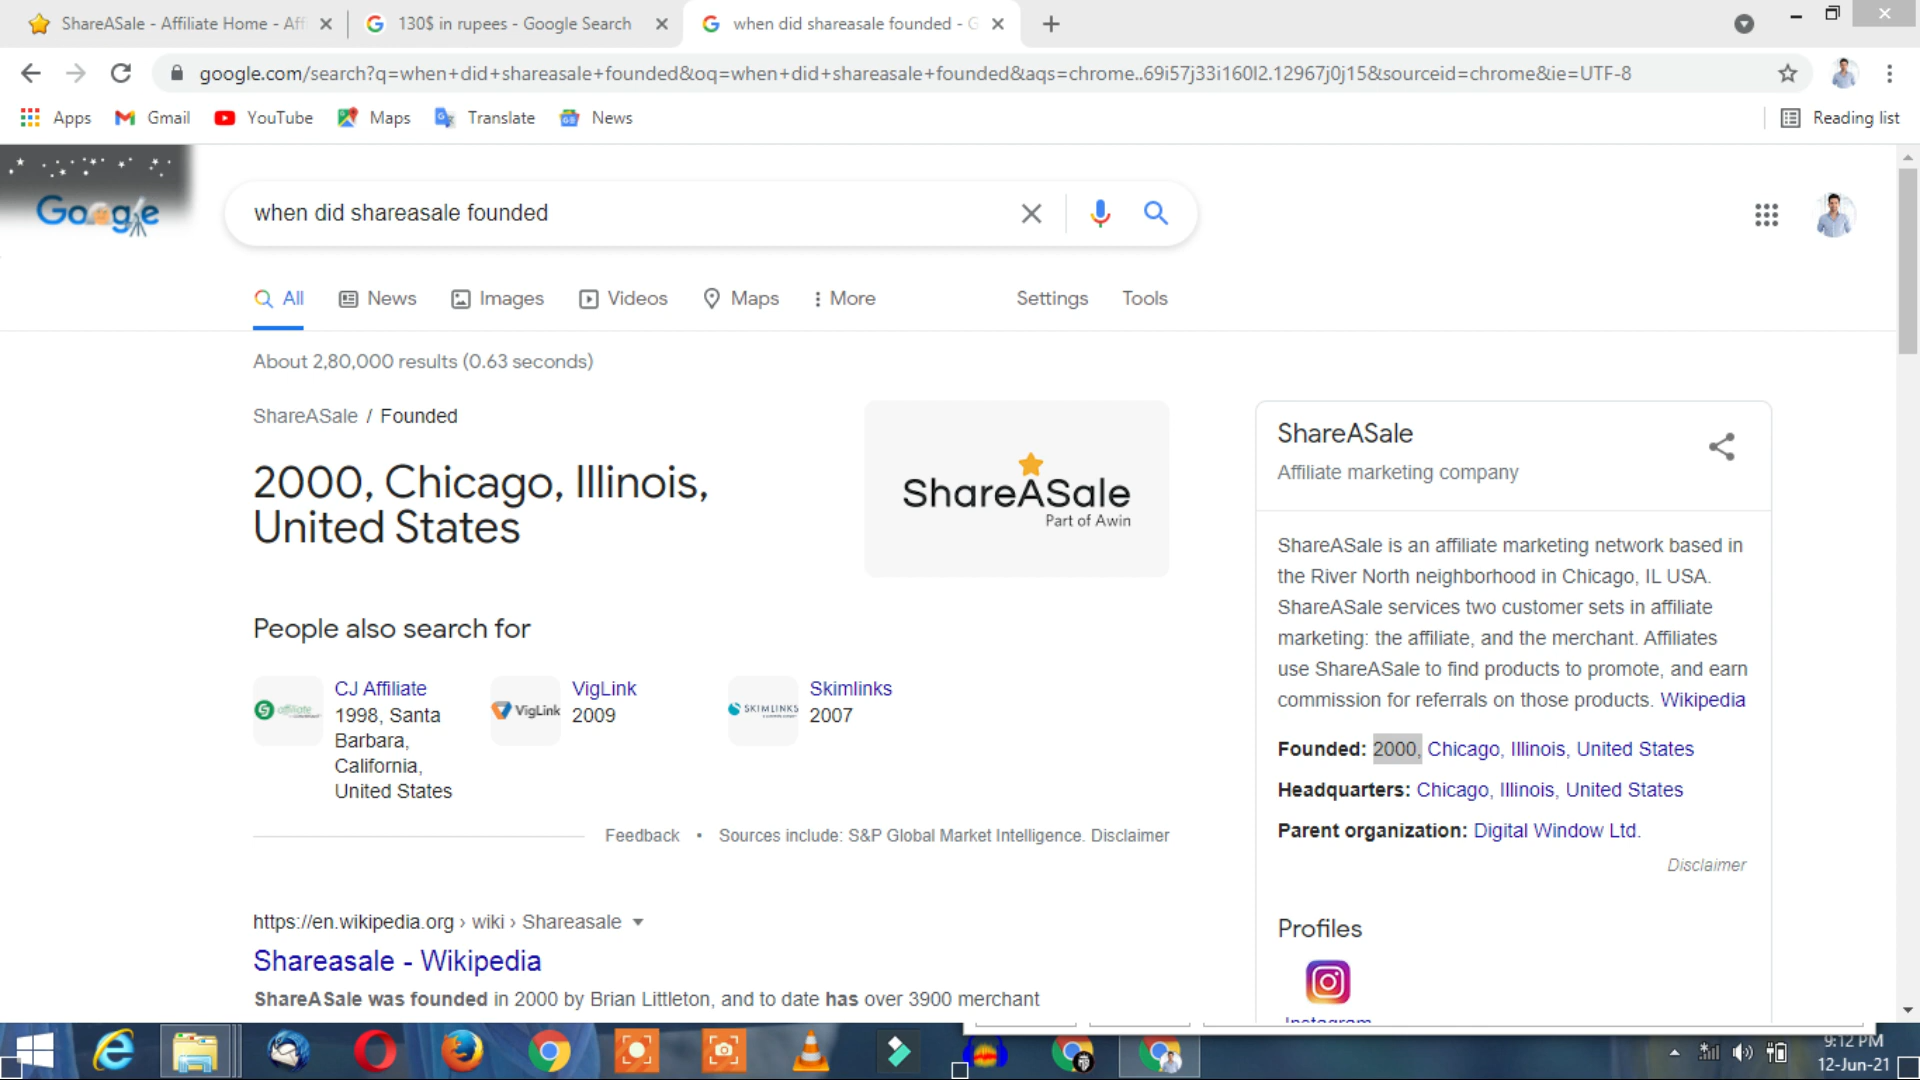 ShareASale - Affiliate Home - Aff
130$ in rupees - Google Search
when did shareasale founded - G
google.com/search?q=when+did+shareasale+founded&oq=when+did+shareasale+founded&aqs=chrome..69i57j33i160l2.12967j0j15&sourceid=chrome&ie=UTF-8
Apps Gmail YouTube Maps Translate News Reading list
Google
when did shareasale founded
All News Images Videos Maps More Settings Tools
About 2,80,000 results (0.63 seconds)
ShareASale / Founded
2000, Chicago, Illinois,
United States
ShareASale
Part of Awin
People also search for
affiliate
CJ Affiliate
1998, Santa
Barbara,
California,
United States
VigLink
VigLink
2009
SKIMLINKS
Skimlinks
2007
Feedback • Sources include: S&P Global Market Intelligence. Disclaimer
https://en.wikipedia.org › wiki › Shareasale
Shareasale - Wikipedia
ShareASale was founded in 2000 by Brian Littleton, and to date has over 3900 merchant
ShareASale
Affiliate marketing company
ShareASale is an affiliate marketing network based in
the River North neighborhood in Chicago, IL USA.
ShareASale services two customer sets in affiliate
marketing: the affiliate, and the merchant. Affiliates
use ShareASale to find products to promote, and earn
commission for referrals on those products. Wikipedia
Founded: 2000, Chicago, Illinois, United States
Headquarters: Chicago, Illinois, United States
Parent organization: Digital Window Ltd.
Disclaimer
Profiles
Instagram
9:12 PM
12-Jun-21